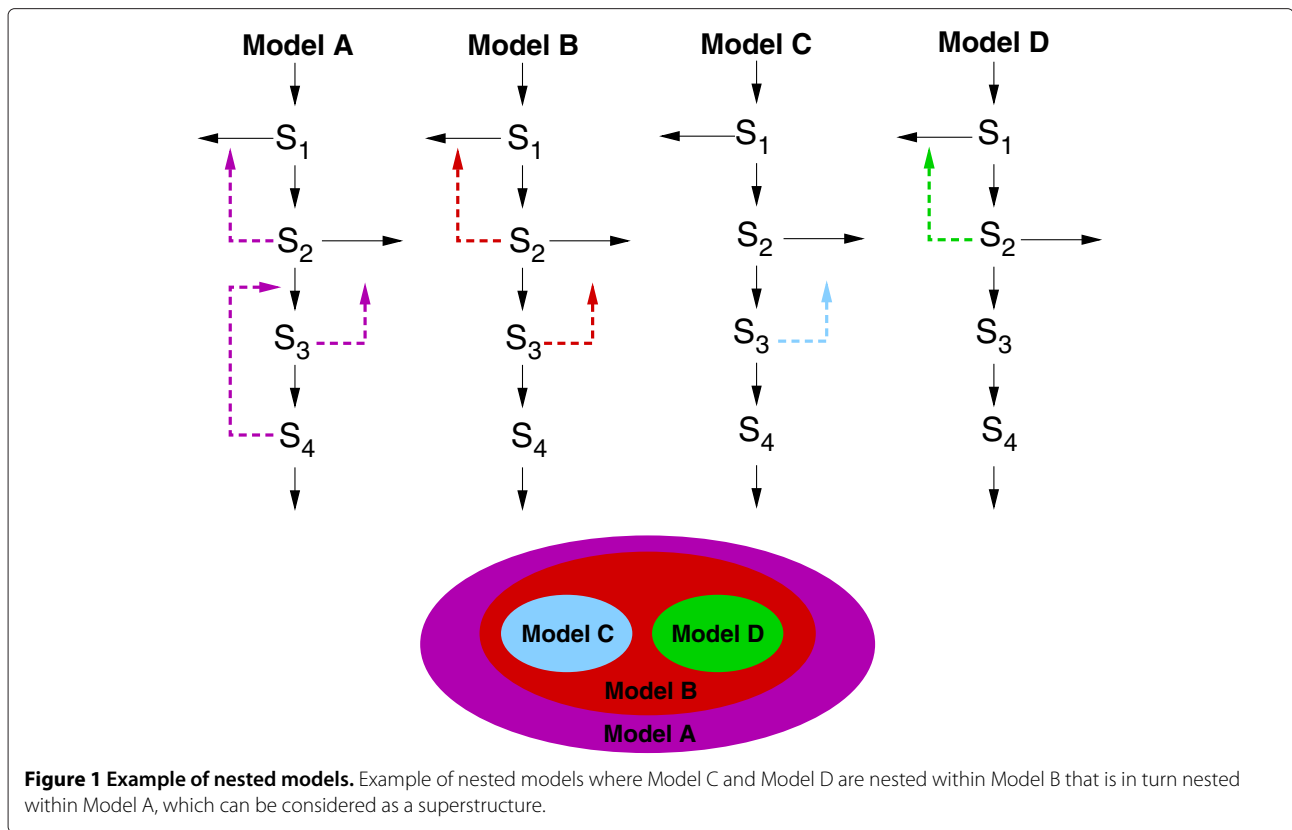 Model A Model B Model C Model D
S1 S1 S1 S1
S2 S2 S2 S2
S3 S3 S3 S3
S4 S4 S4 S4
Model C Model D
Model B
Model A
Figure 1 Example of nested models. Example of nested models where Model C and Model D are nested within Model B that is in turn nested
within Model A, which can be considered as a superstructure.